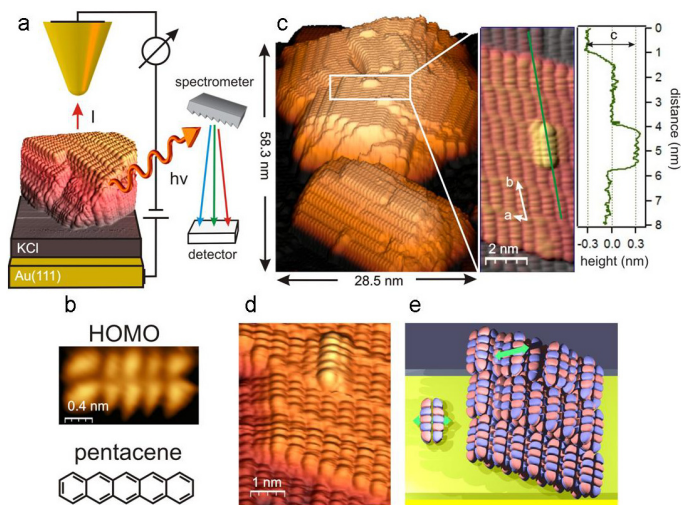 a
I
spectrometer
hν
detector
KCl
Au(111)
b
HOMO
0.4 nm
pentacene
c
58.3 nm
28.5 nm
b
a
2 nm
c
0
1
2
3
4
5
6
7
8
distance (nm)
-0.3 0 0.3
height (nm)
d
1 nm
e